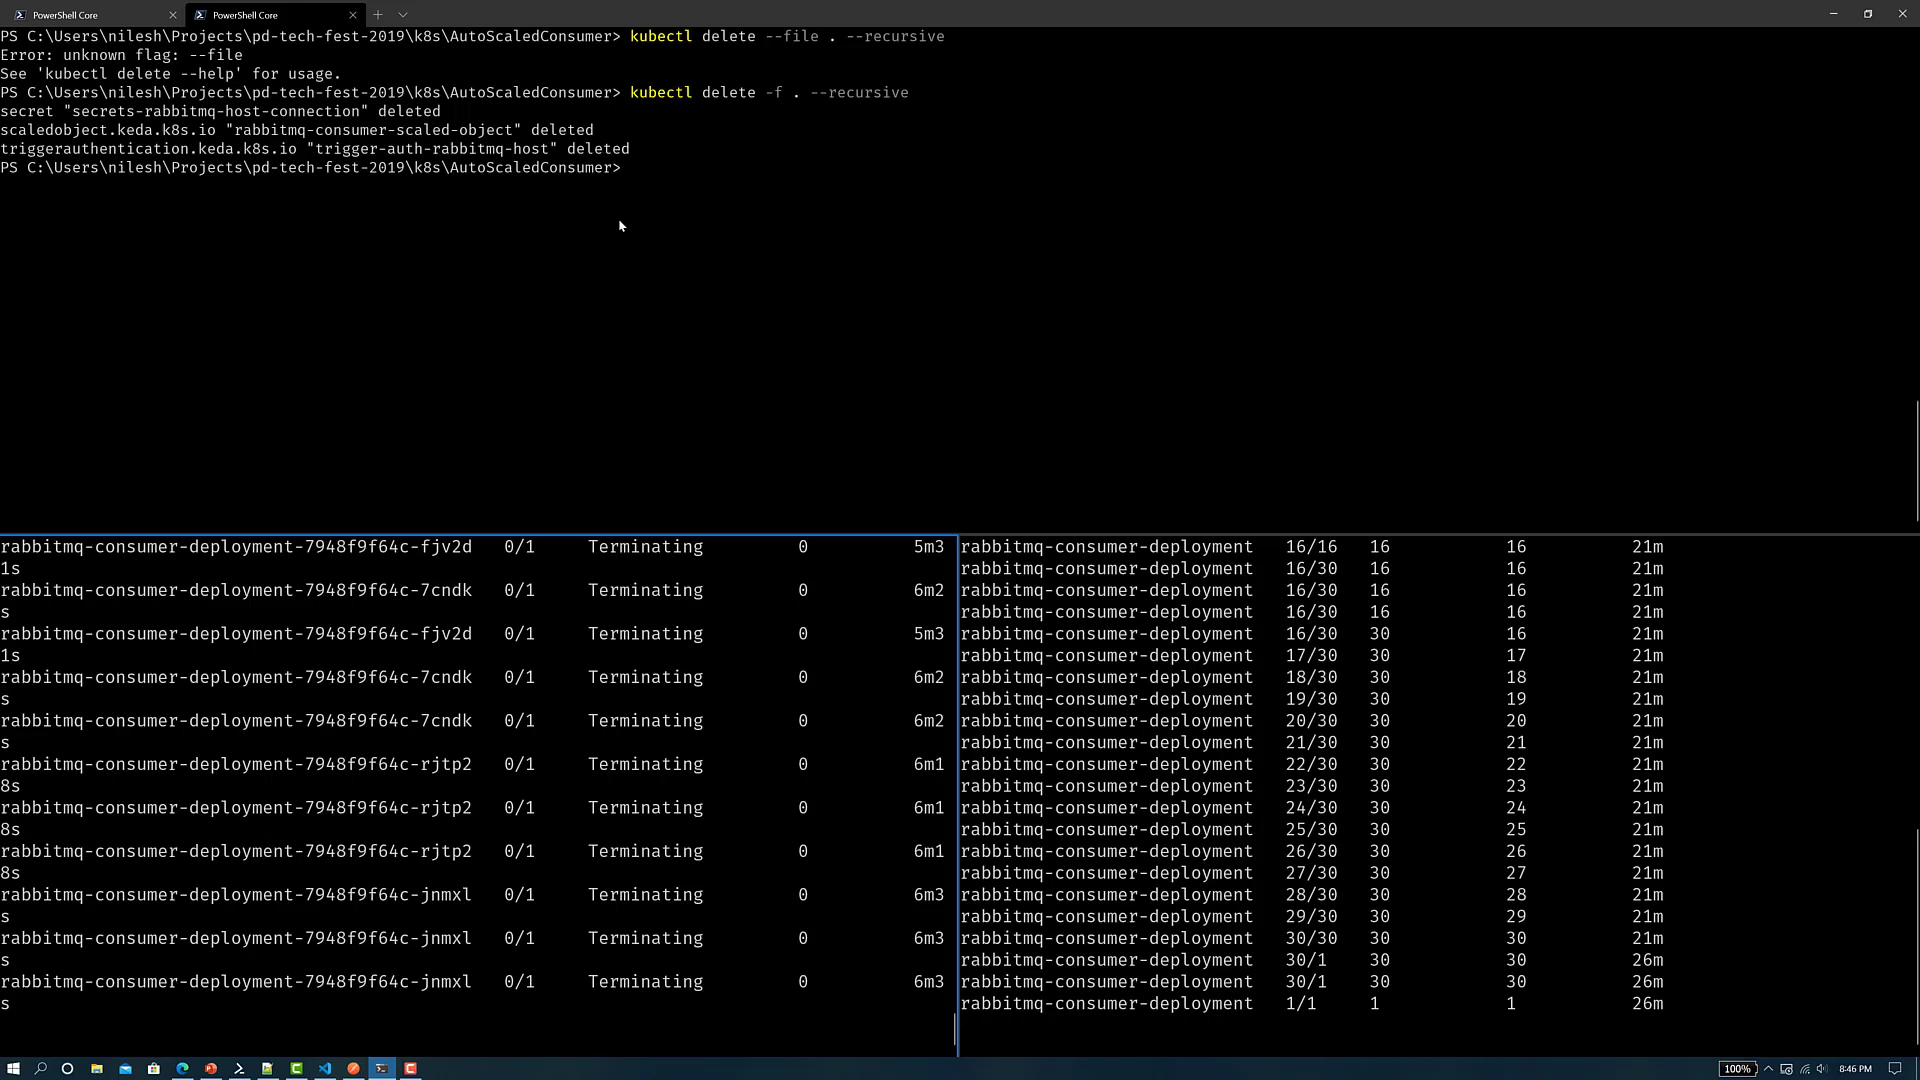 PowerShell Core
PowerShell Core
PS C:\Users\nilesh\Projects\pd-tech-fest-2019\k8s\AutoScaledConsumer> kubectl delete --file . --recursive
Error: unknown flag: --file
See 'kubectl delete --help' for usage.
PS C:\Users\nilesh\Projects\pd-tech-fest-2019\k8s\AutoScaledConsumer> kubectl delete -f . --recursive
secret "secrets-rabbitmq-host-connection" deleted
scaledobject.keda.k8s.io "rabbitmq-consumer-scaled-object" deleted
triggerauthentication.keda.k8s.io "trigger-auth-rabbitmq-host" deleted
PS C:\Users\nilesh\Projects\pd-tech-fest-2019\k8s\AutoScaledConsumer>
rabbitmq-consumer-deployment-7948f9f64c-fjv2d 0/1 Terminating 0 5m3
1s
rabbitmq-consumer-deployment-7948f9f64c-7cndk 0/1 Terminating 0 6m2
s
rabbitmq-consumer-deployment-7948f9f64c-fjv2d 0/1 Terminating 0 5m3
1s
rabbitmq-consumer-deployment-7948f9f64c-7cndk 0/1 Terminating 0 6m2
s
rabbitmq-consumer-deployment-7948f9f64c-7cndk 0/1 Terminating 0 6m2
s
rabbitmq-consumer-deployment-7948f9f64c-rjtp2 0/1 Terminating 0 6m1
8s
rabbitmq-consumer-deployment-7948f9f64c-rjtp2 0/1 Terminating 0 6m1
8s
rabbitmq-consumer-deployment-7948f9f64c-rjtp2 0/1 Terminating 0 6m1
8s
rabbitmq-consumer-deployment-7948f9f64c-jnmxl 0/1 Terminating 0 6m3
s
rabbitmq-consumer-deployment-7948f9f64c-jnmxl 0/1 Terminating 0 6m3
s
rabbitmq-consumer-deployment-7948f9f64c-jnmxl 0/1 Terminating 0 6m3
s
rabbitmq-consumer-deployment 16/16 16 16 21m
rabbitmq-consumer-deployment 16/30 16 16 21m
rabbitmq-consumer-deployment 16/30 16 16 21m
rabbitmq-consumer-deployment 16/30 16 16 21m
rabbitmq-consumer-deployment 16/30 30 16 21m
rabbitmq-consumer-deployment 17/30 30 17 21m
rabbitmq-consumer-deployment 18/30 30 18 21m
rabbitmq-consumer-deployment 19/30 30 19 21m
rabbitmq-consumer-deployment 20/30 30 20 21m
rabbitmq-consumer-deployment 21/30 30 21 21m
rabbitmq-consumer-deployment 22/30 30 22 21m
rabbitmq-consumer-deployment 23/30 30 23 21m
rabbitmq-consumer-deployment 24/30 30 24 21m
rabbitmq-consumer-deployment 25/30 30 25 21m
rabbitmq-consumer-deployment 26/30 30 26 21m
rabbitmq-consumer-deployment 27/30 30 27 21m
rabbitmq-consumer-deployment 28/30 30 28 21m
rabbitmq-consumer-deployment 29/30 30 29 21m
rabbitmq-consumer-deployment 30/30 30 30 21m
rabbitmq-consumer-deployment 30/1 30 30 26m
rabbitmq-consumer-deployment 30/1 30 30 26m
rabbitmq-consumer-deployment 1/1 1 1 26m
100%
8:46 PM